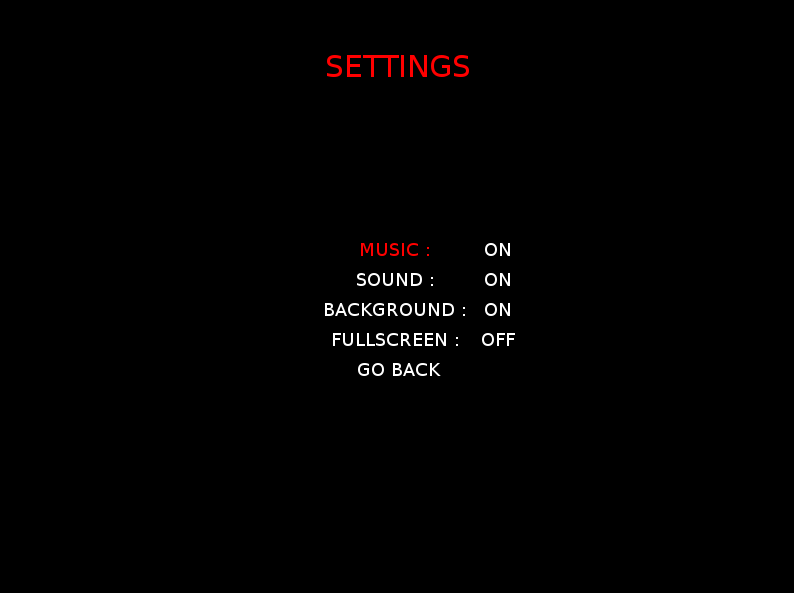 SETTINGS
MUSIC : ON
SOUND : ON
BACKGROUND : ON
FULLSCREEN : OFF
GO BACK